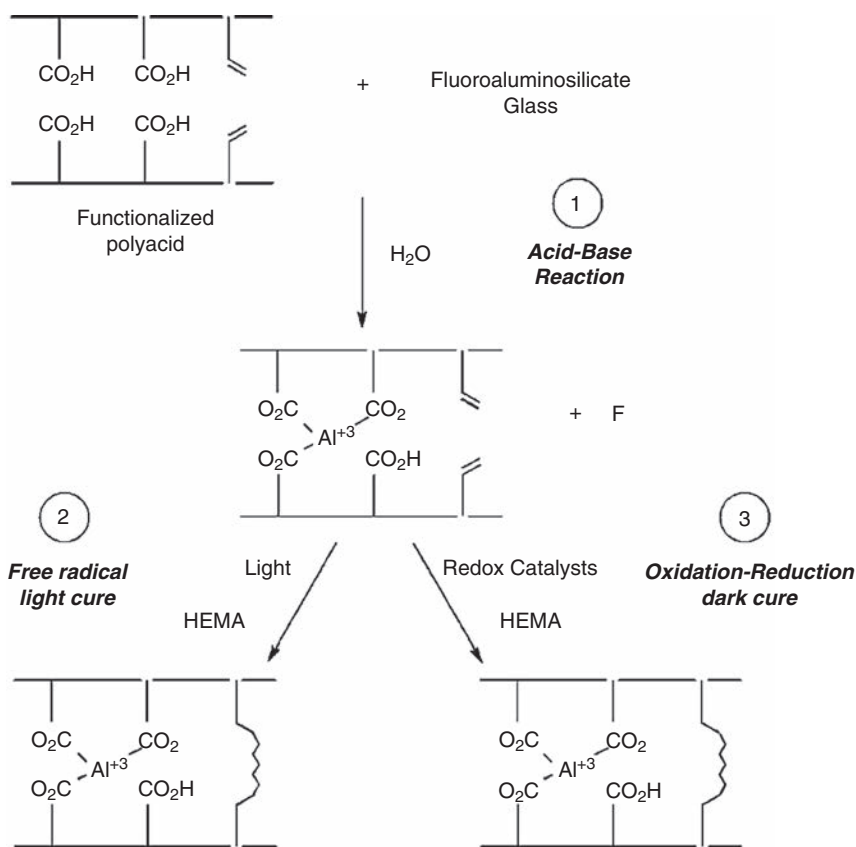 CO₂H CO₂H
+ Fluoroaluminosilicate
Glass
CO₂H CO₂H
Functionalized
polyacid
1
H₂O
Acid-Base
Reaction
O₂C CO₂
Al⁺³
O₂C CO₂H
+ F
2
Free radical
light cure
Light
HEMA
Redox Catalysts
HEMA
3
Oxidation-Reduction
dark cure
O₂C CO₂
Al⁺³
O₂C CO₂H
O₂C CO₂
Al⁺³
O₂C CO₂H